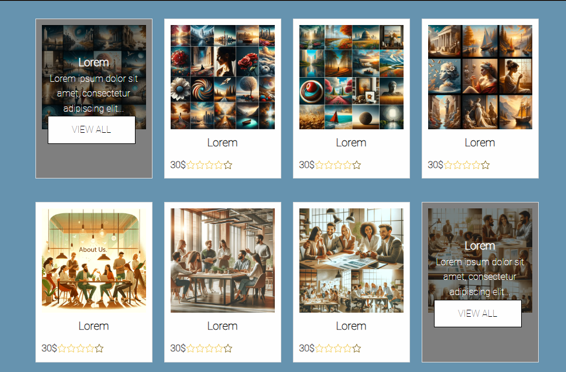 Lorem
Lorem ipsum dolor sit
amet, consectetur
adipiscing elit...
VIEW ALL
Lorem
30$
Lorem
30$
Lorem
30$
About Us.
Lorem
30$
Lorem
30$
Lorem
30$
Lorem
Lorem ipsum dolor sit
amet, consectetur
adipiscing elit...
VIEW ALL